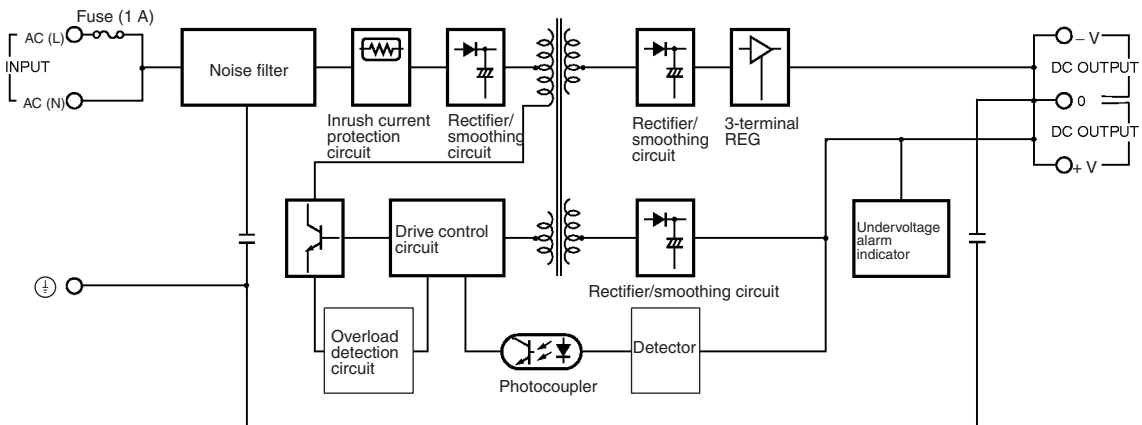 Fuse (1 A)
AC (L)
INPUT
AC (N)
Noise filter
Inrush current
protection
circuit
Rectifier/
smoothing
circuit
Rectifier/
smoothing
circuit
3-terminal
REG
– V
DC OUTPUT
0
DC OUTPUT
+ V
Drive control
circuit
Rectifier/smoothing circuit
Undervoltage
alarm
indicator
Overload
detection
circuit
Photocoupler
Detector